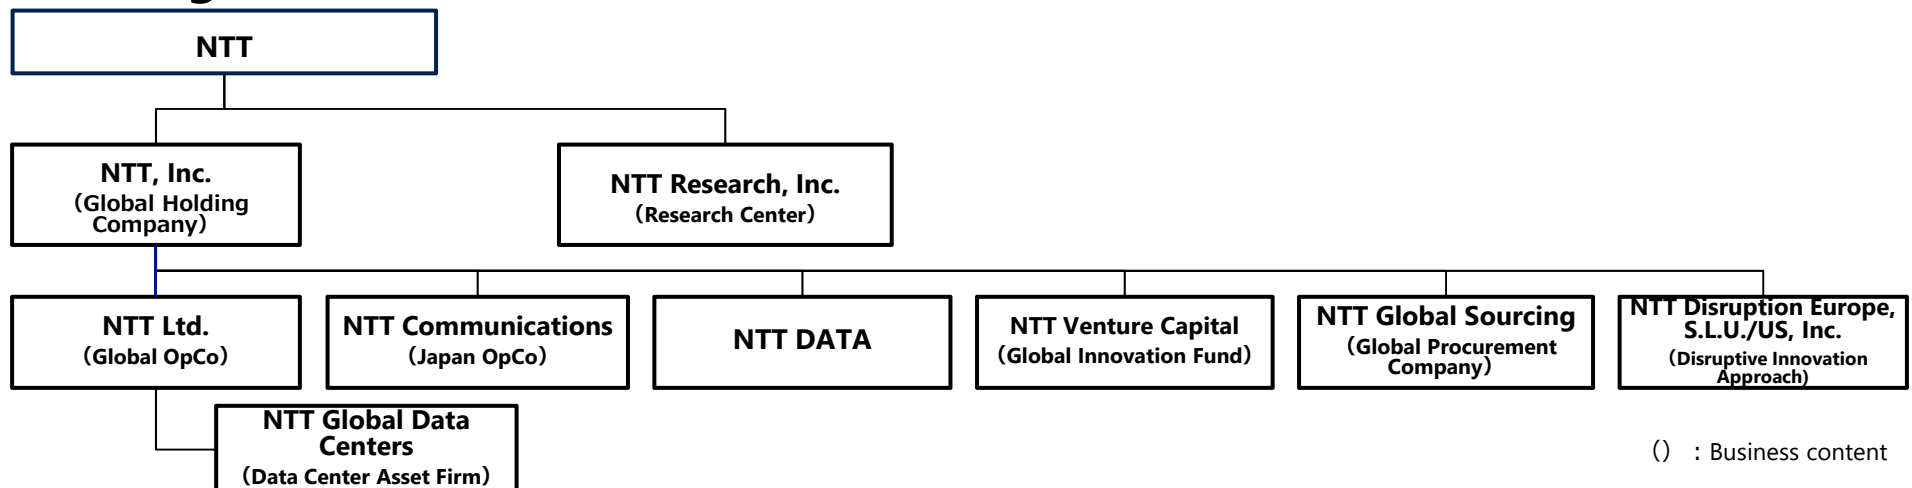 NTT
NTT, Inc.
（Global Holding
Company）
NTT Research, Inc.
（Research Center）
NTT Ltd.
（Global OpCo）
NTT Communications
（Japan OpCo）
NTT DATA
NTT Venture Capital
（Global Innovation Fund）
NTT Global Sourcing
（Global Procurement
Company）
NTT Disruption Europe,
S.L.U./US, Inc.
（Disruptive Innovation
Approach)
NTT Global Data
Centers
（Data Center Asset Firm）
() : Business content